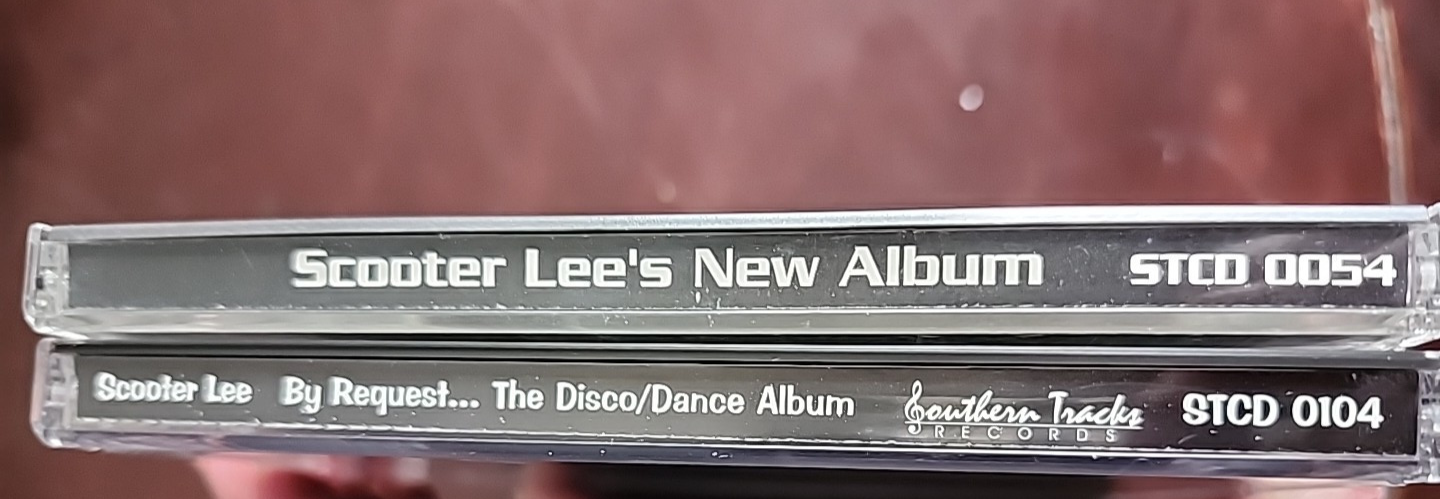 Scooter Lee's New Album STCD 0054
Scooter Lee By Request... The Disco/Dance Album Southern Tracks RECORDS STCD 0104